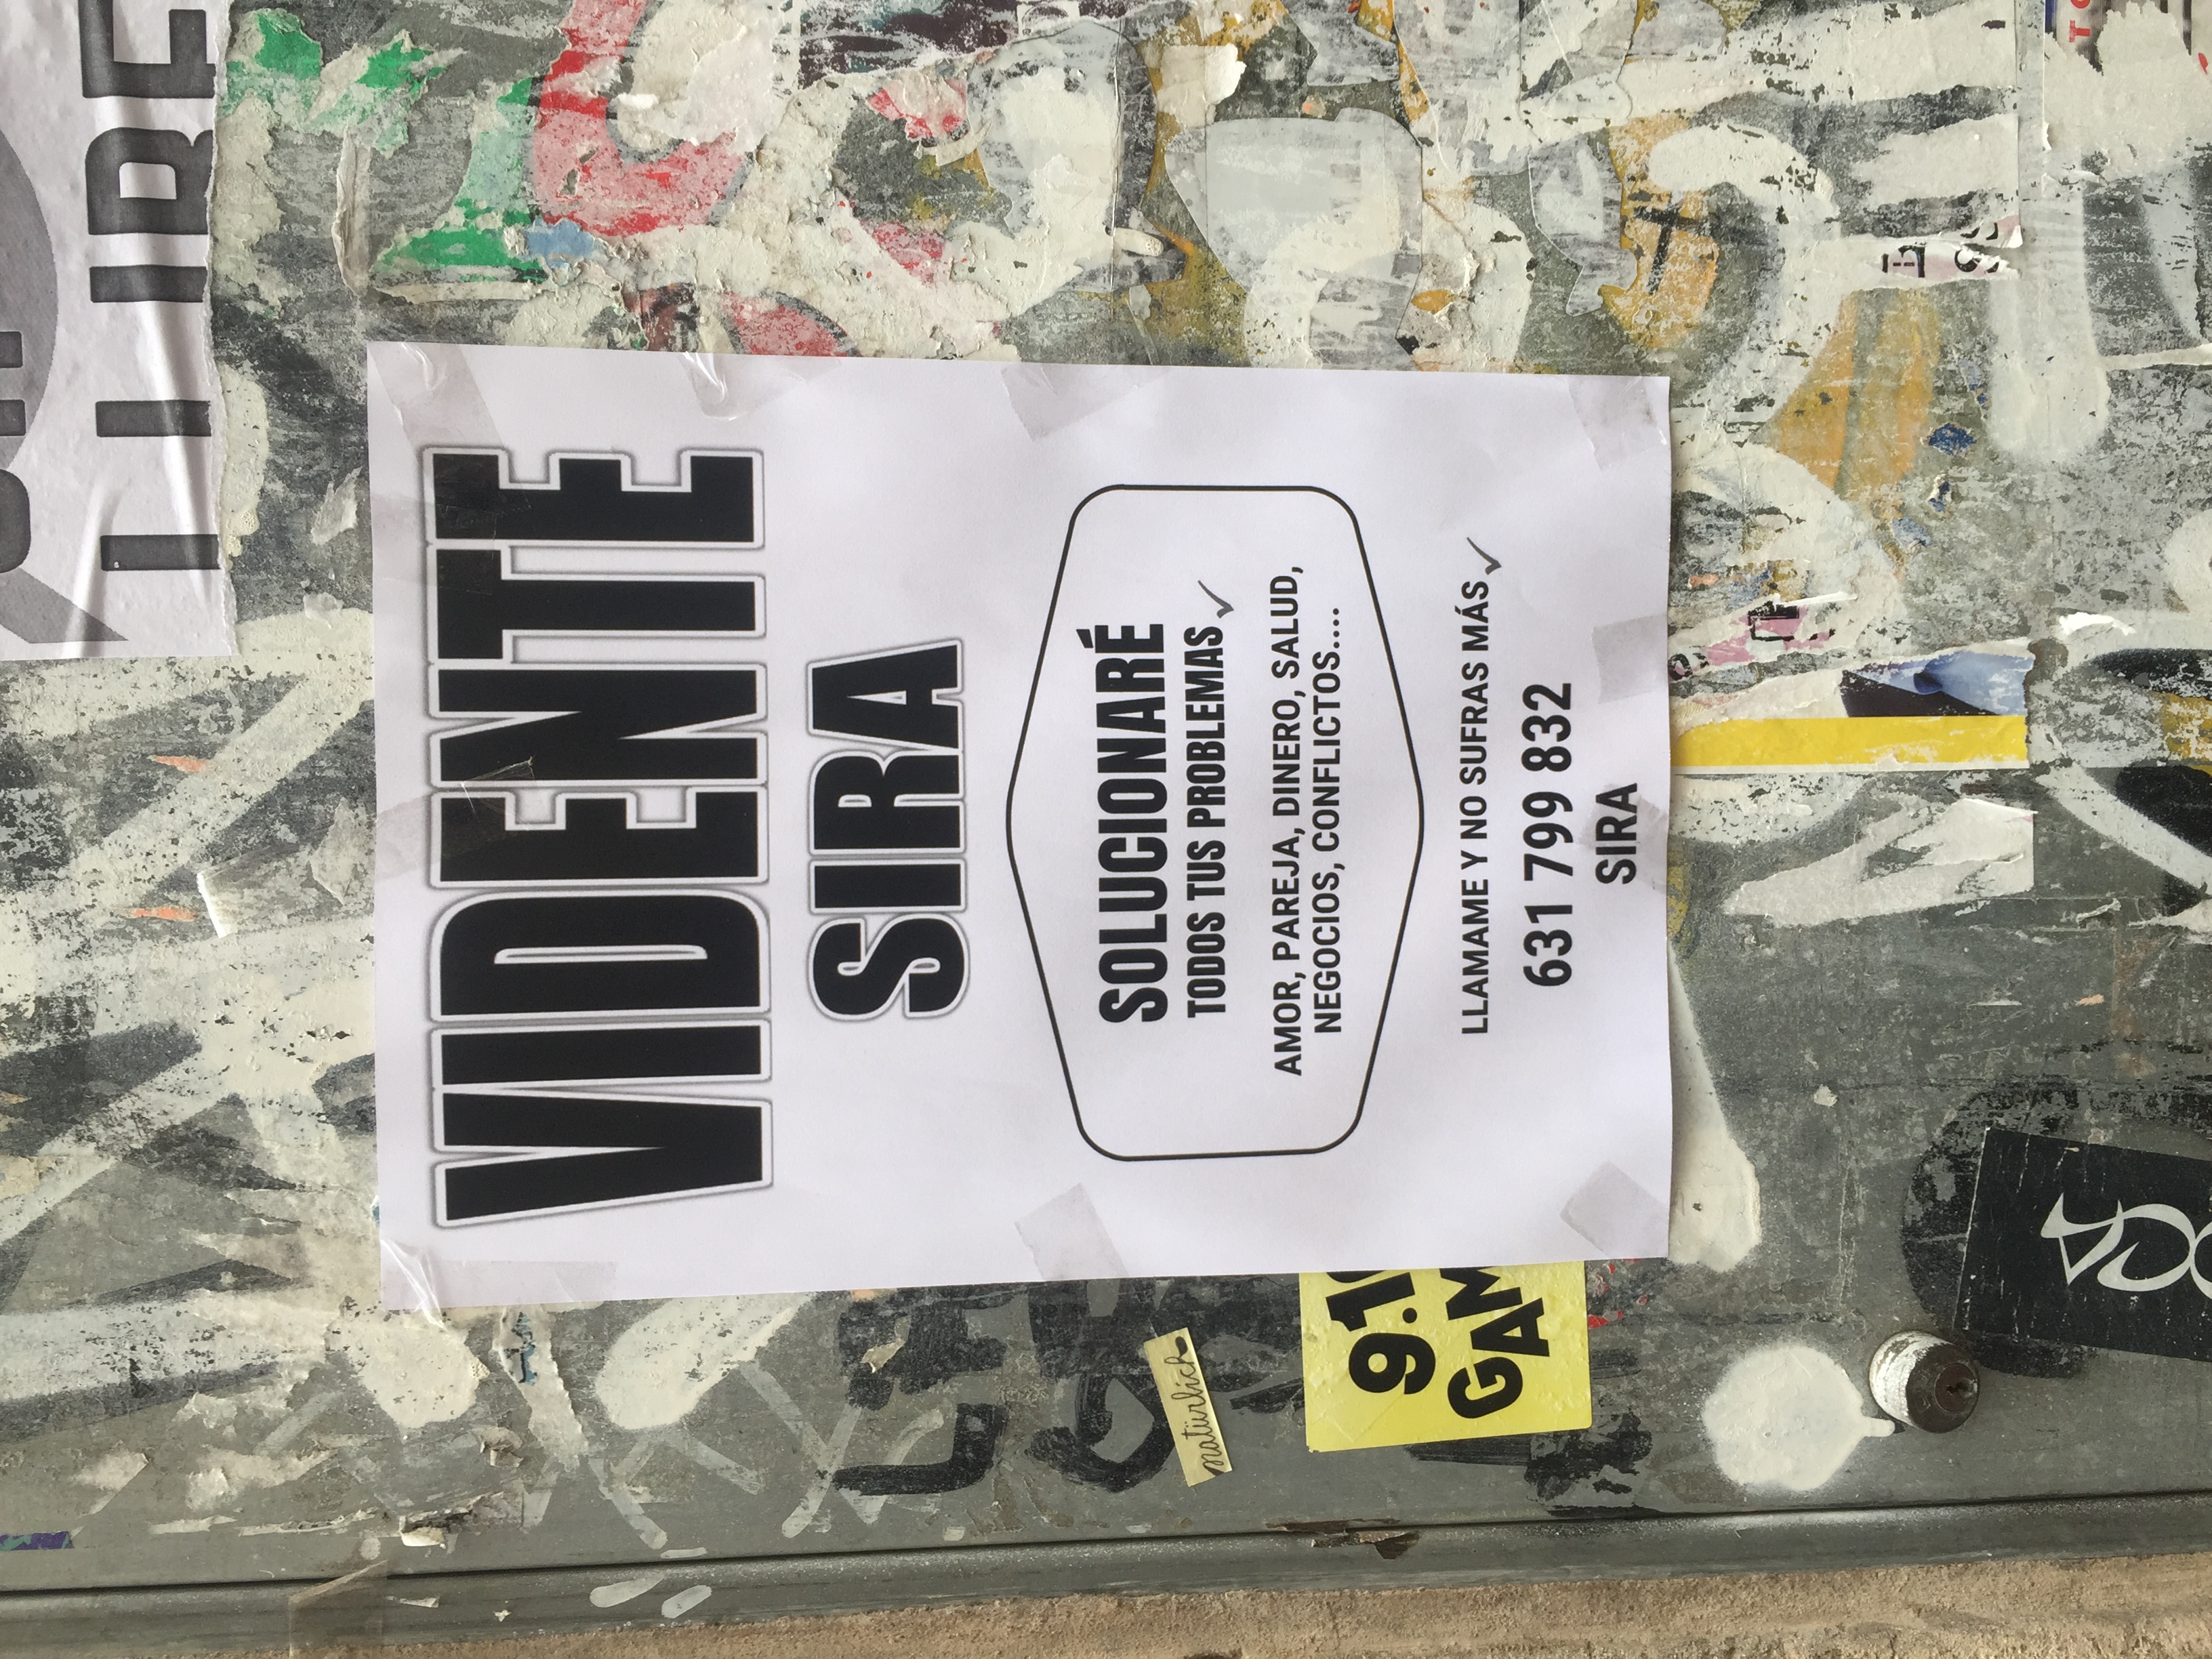 VIDENTE
SIRA
SOLUCIONARÉ
TODOS TUS PROBLEMAS ✓
AMOR, PAREJA, DINERO, SALUD,
NEGOCIOS, CONFLICTOS....
LLAMAME Y NO SUFRAS MÁS ✓
631 799 832
SIRA
natürlich